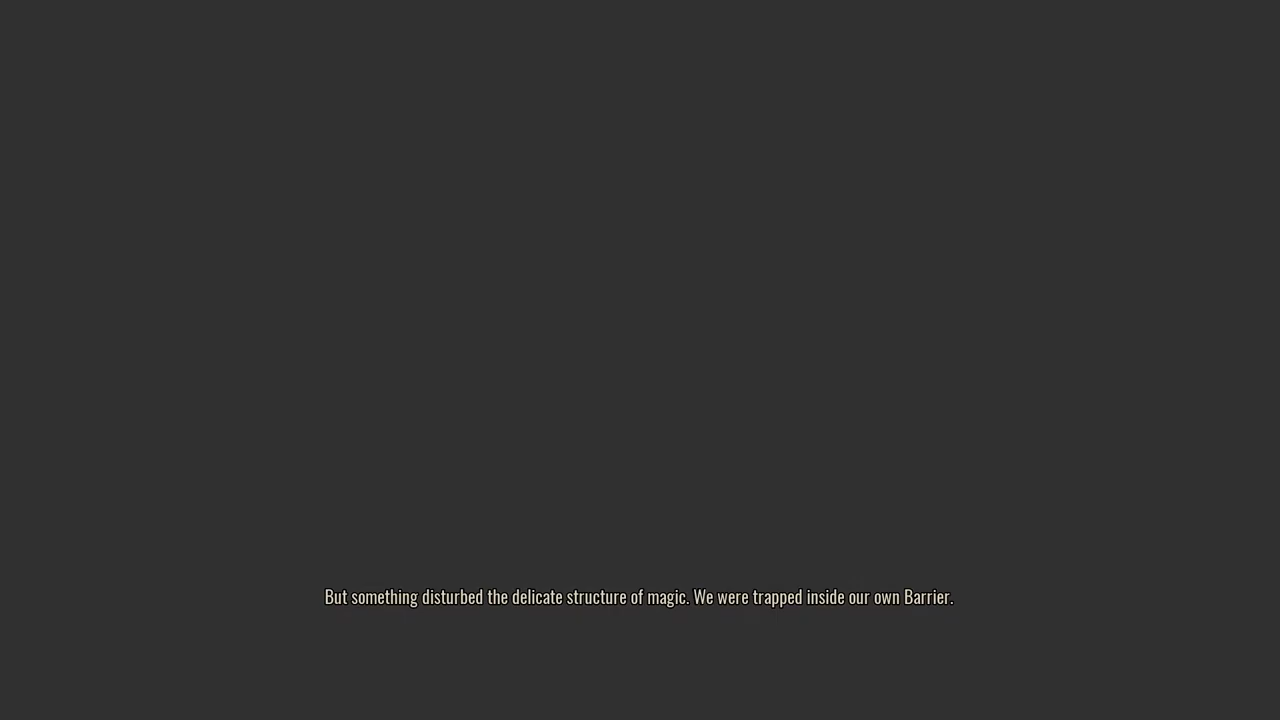 But something disturbed the delicate structure of magic. We were trapped inside our own Barrier.